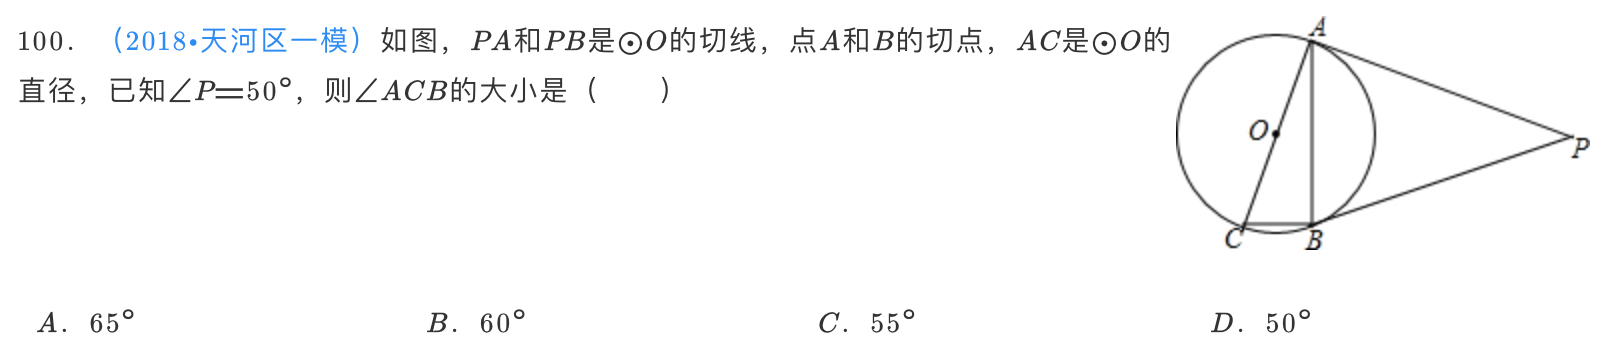 100. （2018•天河区一模）如图，PA和PB是⊙O的切线，点A和B的切点，AC是⊙O的
直径，已知∠P=50°，则∠ACB的大小是（　　）
A
O
P
C
B
A. 65°
B. 60°
C. 55°
D. 50°